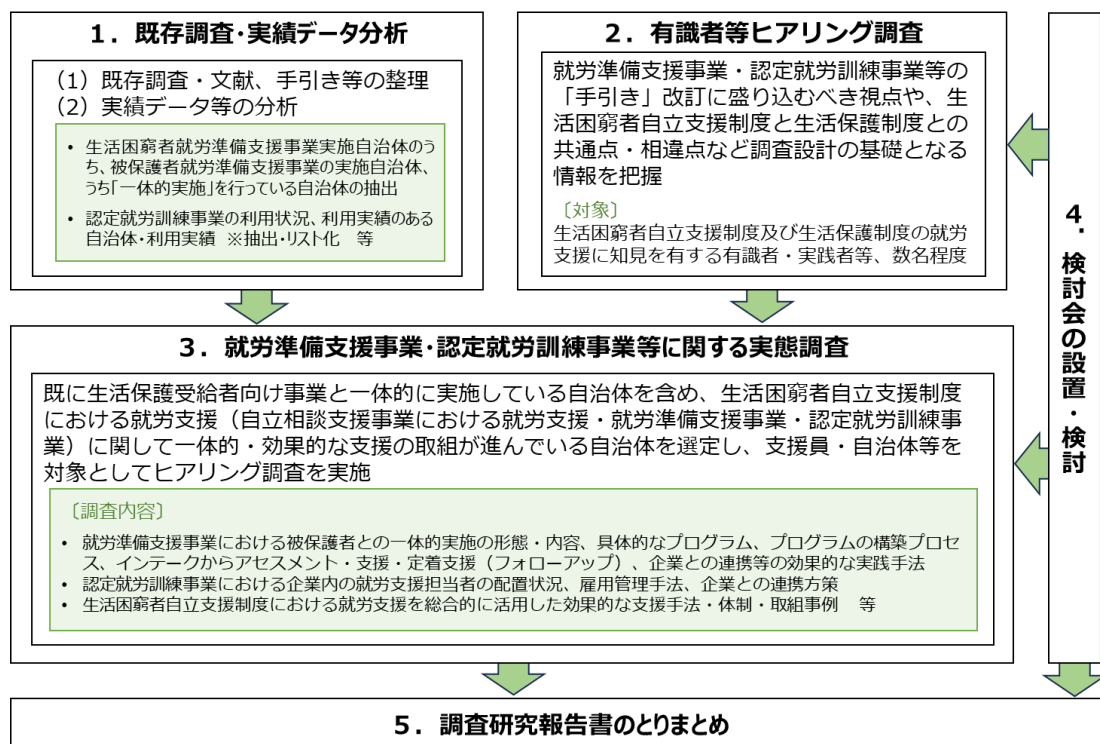 １．既存調査・実績データ分析
（1）既存調査・文献、手引き等の整理
（2）実績データ等の分析
• 生活困窮者就労準備支援事業実施自治体のう
ち、被保護者就労準備支援事業の実施自治体、
うち「一体的実施」を行っている自治体の抽出
• 認定就労訓練事業の利用状況、利用実績のある
自治体・利用実績 ※抽出・リスト化　等
２．有識者等ヒアリング調査
就労準備支援事業・認定就労訓練事業等の
「手引き」改訂に盛り込むべき視点や、生
活困窮者自立支援制度と生活保護制度との
共通点・相違点など調査設計の基礎となる
情報を把握
〔対象〕
生活困窮者自立支援制度及び生活保護制度の就労
支援に知見を有する有識者・実践者等、数名程度
３．就労準備支援事業・認定就労訓練事業等に関する実態調査
既に生活保護受給者向け事業と一体的に実施している自治体を含め、生活困窮者自立支援制度
における就労支援（自立相談支援事業における就労支援・就労準備支援事業・認定就労訓練事
業）に関して一体的・効果的な支援の取組が進んでいる自治体を選定し、支援員・自治体等を
対象としてヒアリング調査を実施
〔調査内容〕
• 就労準備支援事業における被保護者との一体的実施の形態・内容、具体的なプログラム、プログラムの構築プロセ
ス、インテークからアセスメント・支援・定着支援（フォローアップ）、企業との連携等の効果的な実践手法
• 認定就労訓練事業における企業内の就労支援担当者の配置状況、雇用管理手法、企業との連携方策
• 生活困窮者自立支援制度における就労支援を総合的に活用した効果的な支援手法・体制・取組事例　等
４．検討会の設置・検討
５．調査研究報告書のとりまとめ